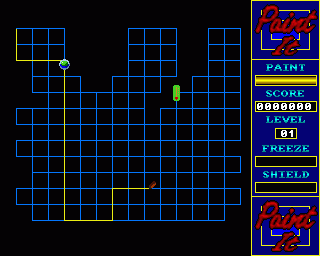 Paint
It
PAINT
SCORE
0000000
LEVEL
01
FREEZE
SHIELD
Paint
It